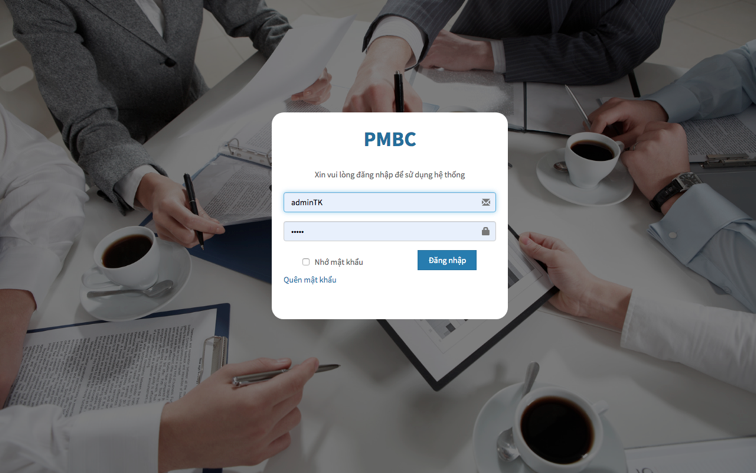 PMBC
Xin vui lòng đăng nhập để sử dụng hệ thống
adminTK
•••••
Nhớ mật khẩu
Đăng nhập
Quên mật khẩu